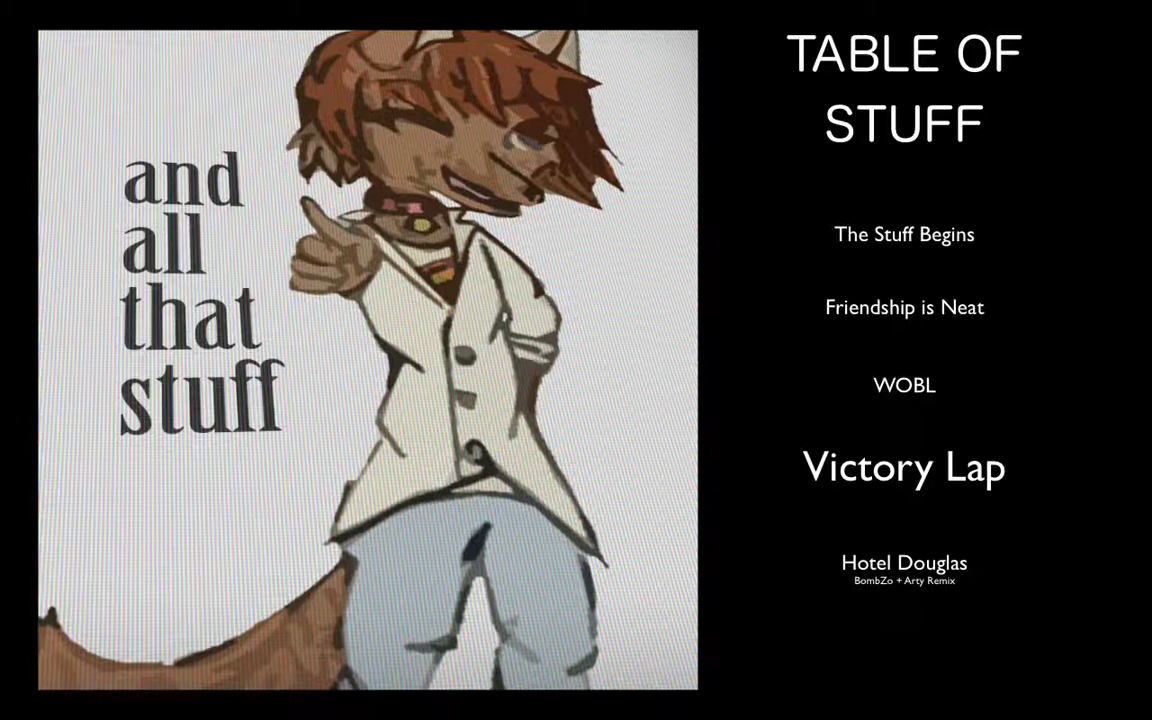 and
all
that
stuff
TABLE OF
STUFF
The Stuff Begins
Friendship is Neat
WOBL
Victory Lap
Hotel Douglas
BombZo + Arty Remix